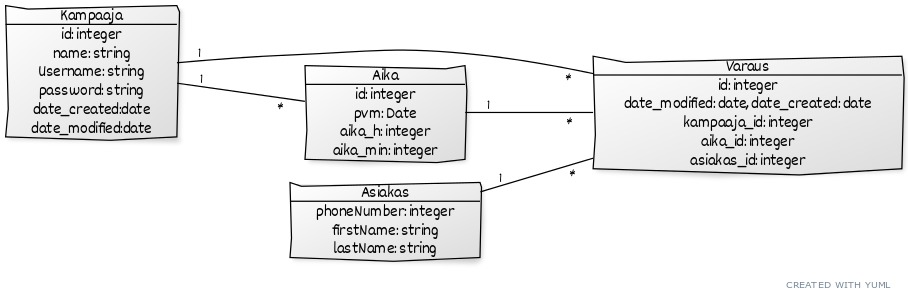 Kampaaja
id: integer
name: string
Username: string
password: string
date_created:date
date_modified:date
1
*
1
*
Aika
id: integer
pvm: Date
aika_h: integer
aika_min: integer
1
*
Asiakas
phoneNumber: integer
firstName: string
lastName: string
1
*
Varaus
id: integer
date_modified: date, date_created: date
kampaaja_id: integer
aika_id: integer
asiakas_id: integer
CREATED WITH YUML